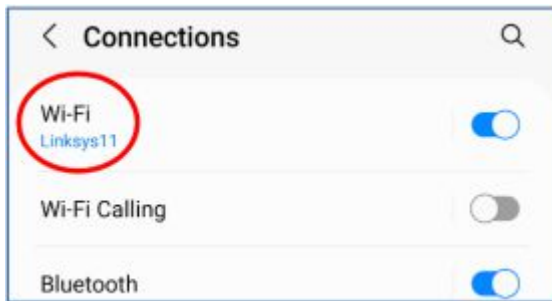 Connections
Wi-Fi
Linksys11
Wi-Fi Calling
Bluetooth